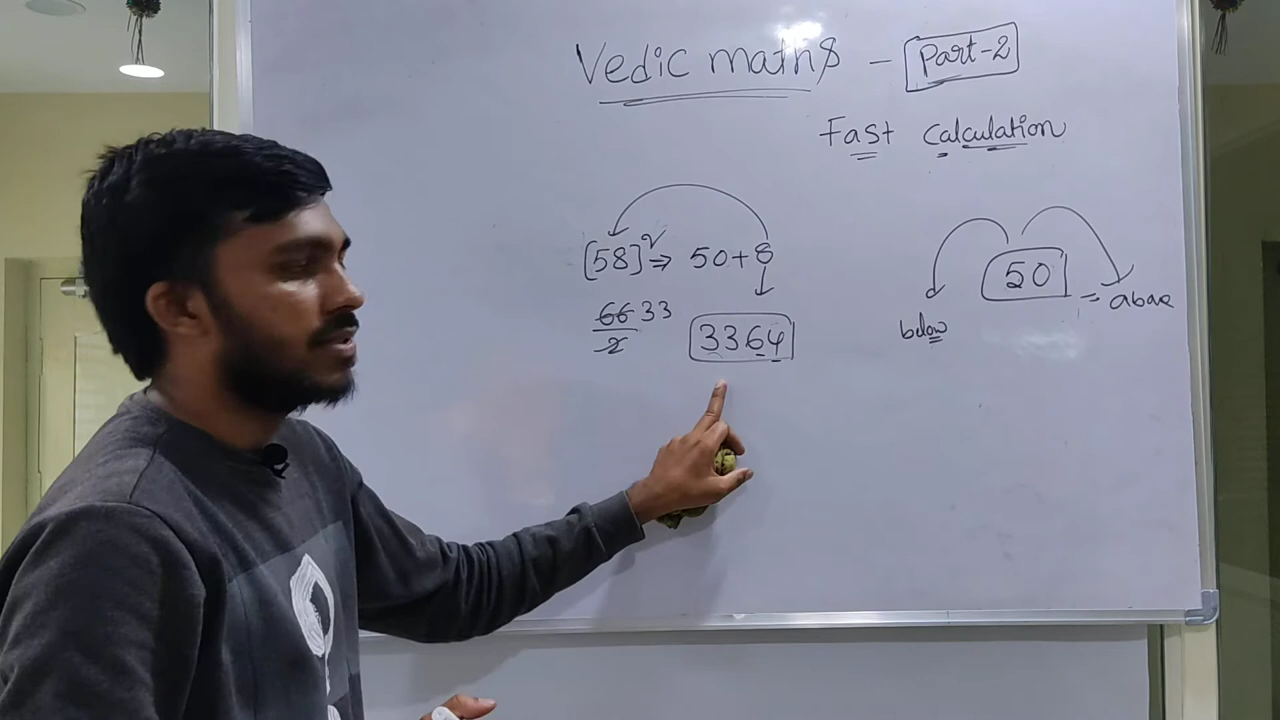 Vedic maths - Part-2
Fast calculation
[58]² ⇒ 50+8
66 33
2
3364
50
below
= above